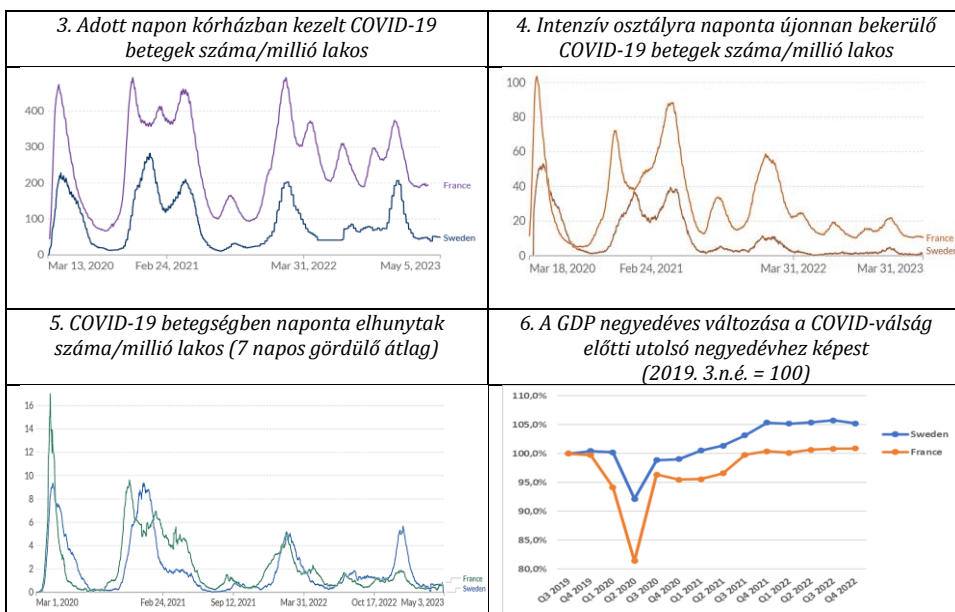 3. Adott napon kórházban kezelt COVID-19
betegek száma/millió lakos
400
300
200
100
0
France
Sweden
Mar 13, 2020
Feb 24, 2021
Mar 31, 2022
May 5, 2023
4. Intenzív osztályra naponta újonnan bekerülő
COVID-19 betegek száma/millió lakos
100
80
60
40
20
0
France
Sweden
Mar 18, 2020
Feb 24, 2021
Mar 31, 2022
Mar 31, 2023
5. COVID-19 betegségben naponta elhunytak
száma/millió lakos (7 napos gördülő átlag)
16
14
12
10
8
6
4
2
0
France
Sweden
Mar 1, 2020
Feb 24, 2021
Sep 12, 2021
Mar 31, 2022
Oct 17, 2022
May 3, 2023
6. A GDP negyedéves változása a COVID-válság
előtti utolsó negyedévhez képest
(2019. 3.n.é. = 100)
110,0%
105,0%
100,0%
95,0%
90,0%
85,0%
80,0%
Sweden
France
Q3 2019
Q4 2019
Q1 2020
Q2 2020
Q3 2020
Q4 2020
Q1 2021
Q2 2021
Q3 2021
Q4 2021
Q1 2022
Q2 2022
Q3 2022
Q4 2022